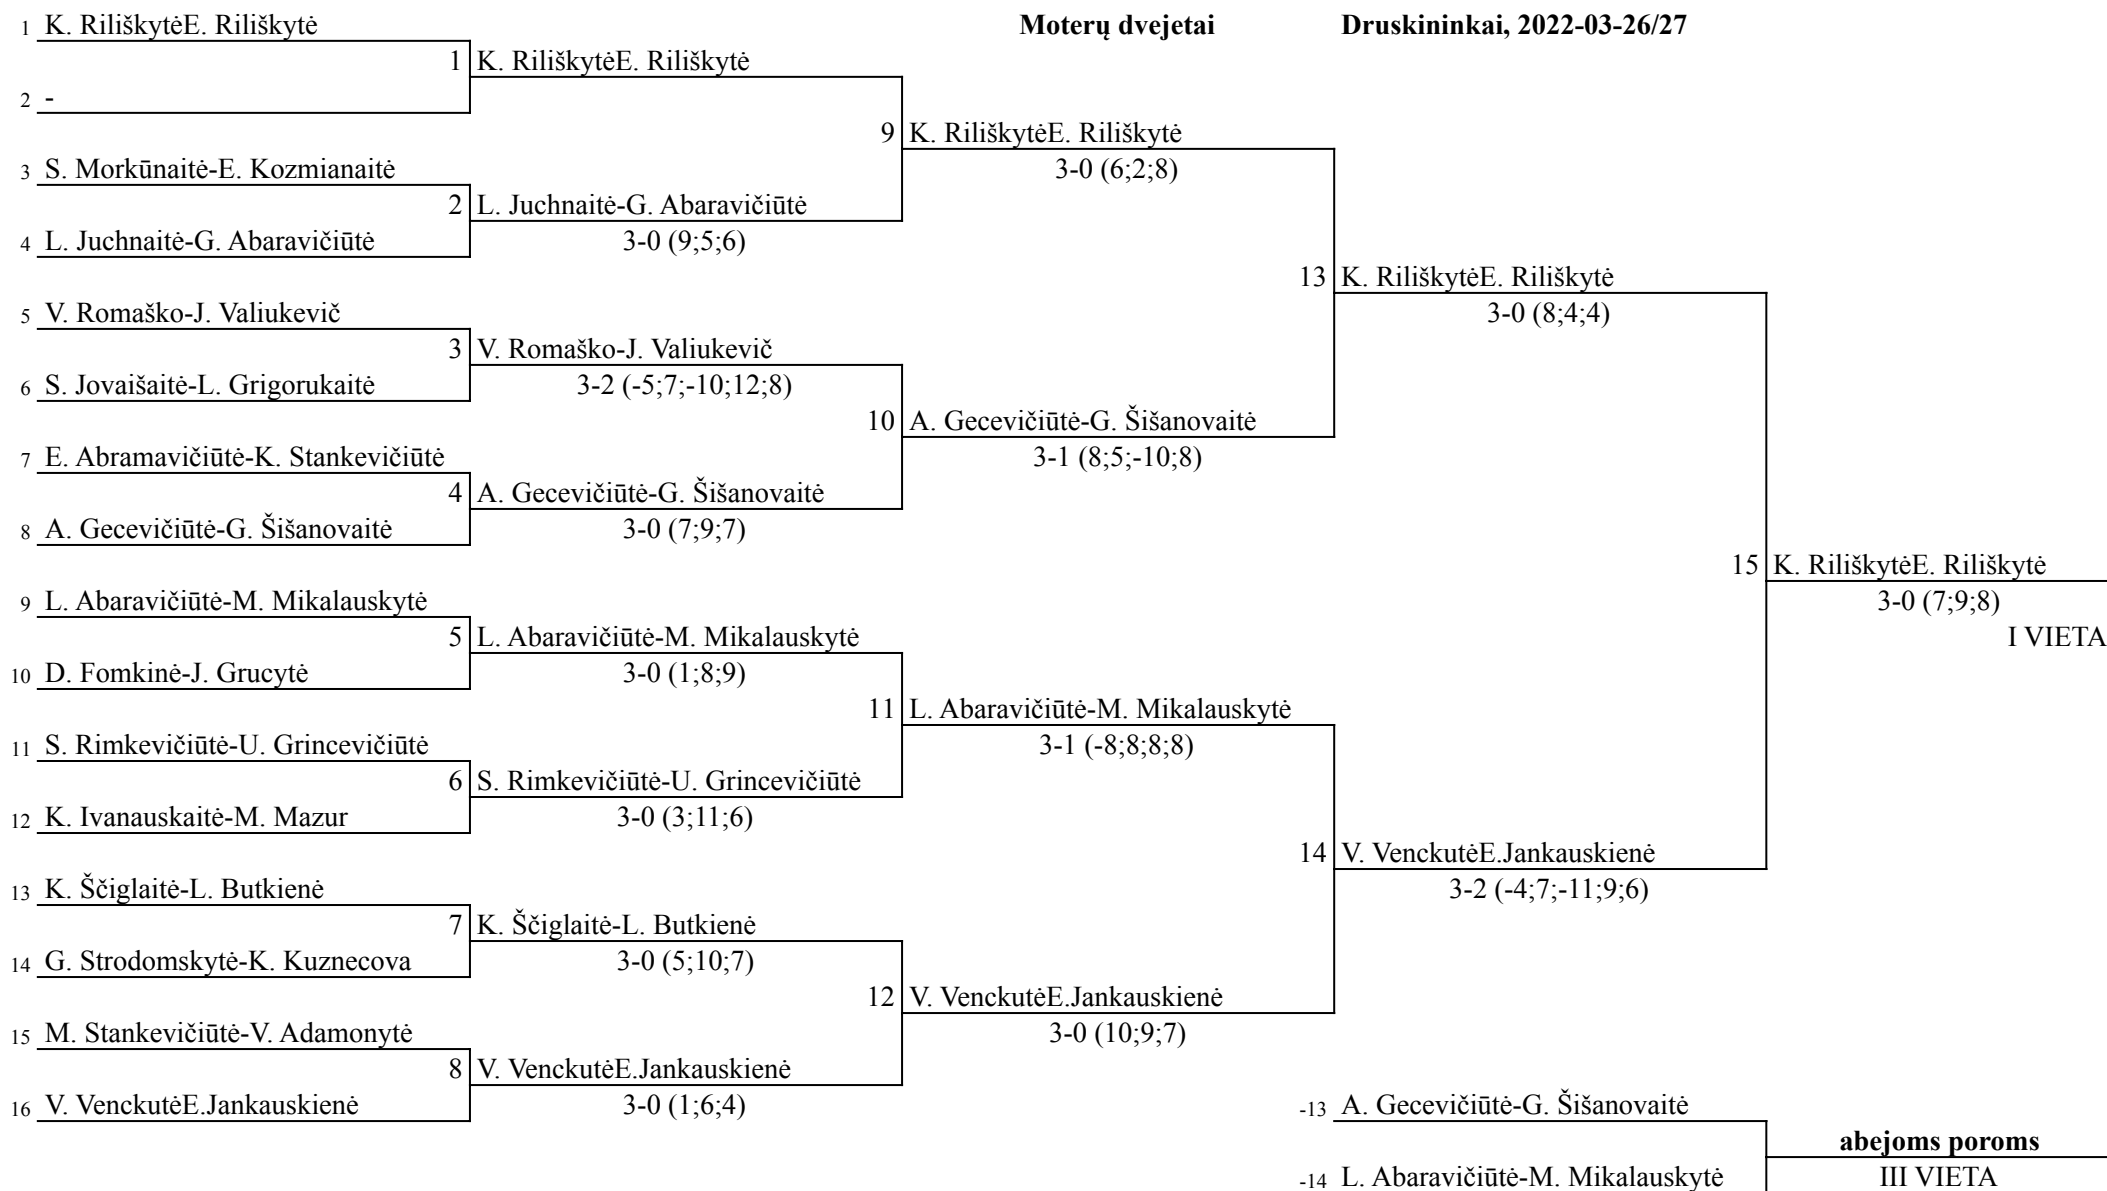 1 K. RiliškytėE. Riliškytė
Moterų dvejetai Druskininkai, 2022-03-26/27
1 K. RiliškytėE. Riliškytė
2 -
9 K. RiliškytėE. Riliškytė
3 S. Morkūnaitė-E. Kozmianaitė
3-0 (6;2;8)
2 L. Juchnaitė-G. Abaravičiūtė
4 L. Juchnaitė-G. Abaravičiūtė
3-0 (9;5;6)
13 K. RiliškytėE. Riliškytė
5 V. Romaško-J. Valiukevič
3-0 (8;4;4)
3 V. Romaško-J. Valiukevič
6 S. Jovaišaitė-L. Grigorukaitė
3-2 (-5;7;-10;12;8)
10 A. Gecevičiūtė-G. Šišanovaitė
7 E. Abramavičiūtė-K. Stankevičiūtė
3-1 (8;5;-10;8)
4 A. Gecevičiūtė-G. Šišanovaitė
8 A. Gecevičiūtė-G. Šišanovaitė
3-0 (7;9;7)
15 K. RiliškytėE. Riliškytė
9 L. Abaravičiūtė-M. Mikalauskytė
3-0 (7;9;8)
5 L. Abaravičiūtė-M. Mikalauskytė
I VIETA
10 D. Fomkinė-J. Grucytė
3-0 (1;8;9)
11 L. Abaravičiūtė-M. Mikalauskytė
11 S. Rimkevičiūtė-U. Grincevičiūtė
3-1 (-8;8;8;8)
6 S. Rimkevičiūtė-U. Grincevičiūtė
12 K. Ivanauskaitė-M. Mazur
3-0 (3;11;6)
14 V. VenckutėE.Jankauskienė
13 K. Ščiglaitė-L. Butkienė
3-2 (-4;7;-11;9;6)
7 K. Ščiglaitė-L. Butkienė
14 G. Strodomskytė-K. Kuznecova
3-0 (5;10;7)
12 V. VenckutėE.Jankauskienė
15 M. Stankevičiūtė-V. Adamonytė
3-0 (10;9;7)
8 V. VenckutėE.Jankauskienė
16 V. VenckutėE.Jankauskienė
3-0 (1;6;4)
-13 A. Gecevičiūtė-G. Šišanovaitė
abejoms poroms
-14 L. Abaravičiūtė-M. Mikalauskytė
III VIETA